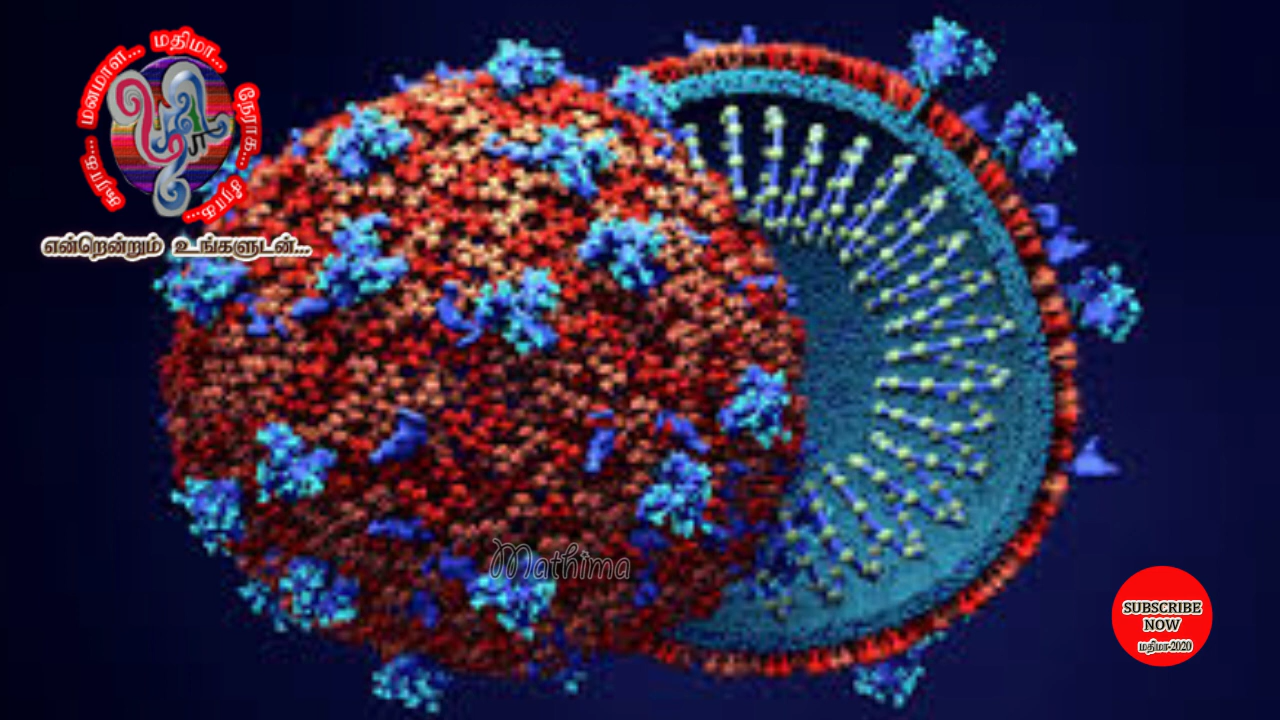 சுராக... மனமாள... மதிமா... நேராக... சீராக...
என்றென்றும் உங்களுடன்...
Mathima
SUBSCRIBE
NOW
மதிமா-2020